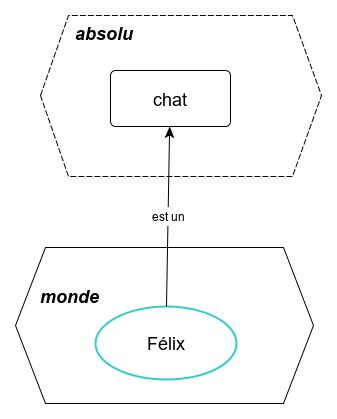 absolu
chat
est un
monde
Félix